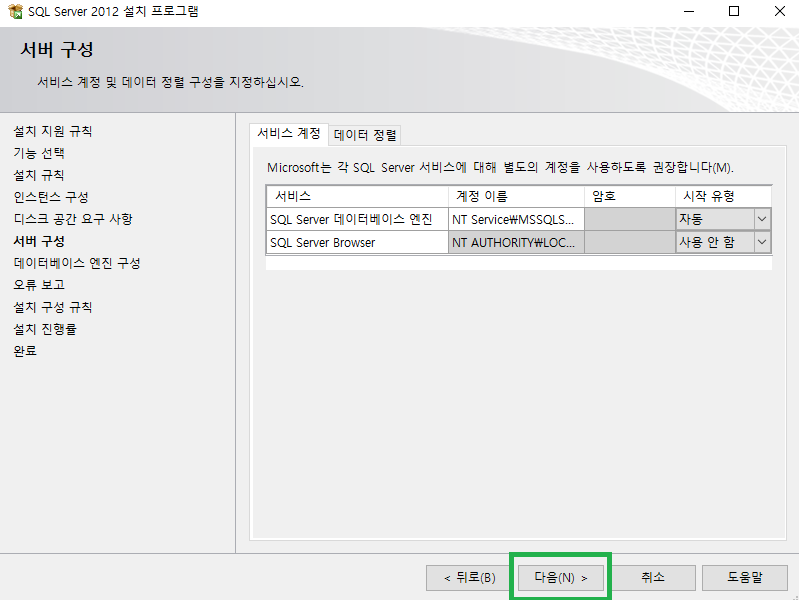 SQL Server 2012 설치 프로그램
서버 구성
서비스 계정 및 데이터 정렬 구성을 지정하십시오.
설치 지원 규칙
기능 선택
설치 규칙
인스턴스 구성
디스크 공간 요구 사항
서버 구성
데이터베이스 엔진 구성
오류 보고
설치 구성 규칙
설치 진행률
완료
서비스 계정 데이터 정렬
Microsoft는 각 SQL Server 서비스에 대해 별도의 계정을 사용하도록 권장합니다(M).
서비스 계정 이름 암호 시작 유형
SQL Server 데이터베이스 엔진 NT Service₩MSSQLS... 자동
SQL Server Browser NT AUTHORITY₩LOC... 사용 안 함
< 뒤로(B) 다음(N) > 취소 도움말